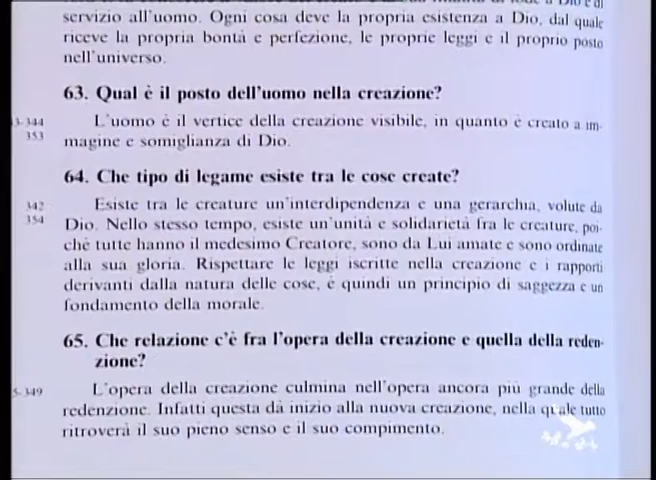 servizio all'uomo. Ogni cosa deve la propria esistenza a Dio, dal quale
riceve la propria bontà e perfezione, le proprie leggi e il proprio posto
nell'universo.
63. Qual è il posto dell'uomo nella creazione?
3-344
L'uomo è il vertice della creazione visibile, in quanto è creato a im-
353
magine e somiglianza di Dio.
64. Che tipo di legame esiste tra le cose create?
342
Esiste tra le creature un'interdipendenza e una gerarchia, volute da
354
Dio. Nello stesso tempo, esiste un'unità e solidarietà fra le creature, poi-
ché tutte hanno il medesimo Creatore, sono da Lui amate e sono ordinate
alla sua gloria. Rispettare le leggi iscritte nella creazione e i rapporti
derivanti dalla natura delle cose, è quindi un principio di saggezza e un
fondamento della morale.
65. Che relazione c'è fra l'opera della creazione e quella della reden-
zione?
5-349
L'opera della creazione culmina nell'opera ancora più grande della
redenzione. Infatti questa dà inizio alla nuova creazione, nella quale tutto
ritroverà il suo pieno senso e il suo compimento.